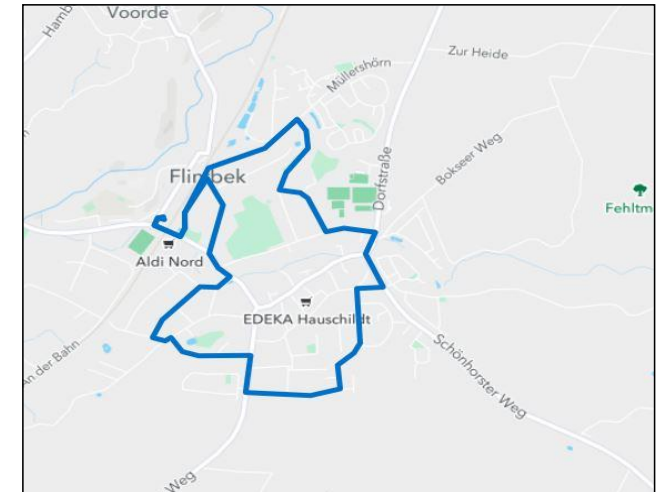 Voorde
Hamb
Zur Heide
Müllershörn
Bokseer Weg
Dorfstraße
Fehltm
Aldi Nord
EDEKA Hauschildt
Schönhorster Weg
An der Bahn
Weg